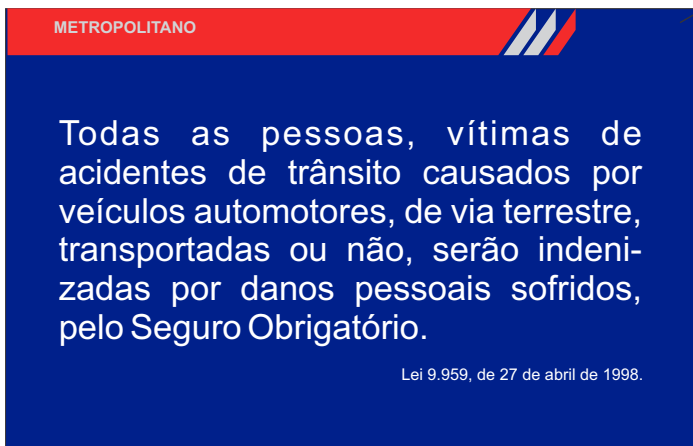 METROPOLITANO
Todas as pessoas, vítimas de
acidentes de trânsito causados por
veículos automotores, de via terrestre,
transportadas ou não, serão indeni-
zadas por danos pessoais sofridos,
pelo Seguro Obrigatório.
Lei 9.959, de 27 de abril de 1998.